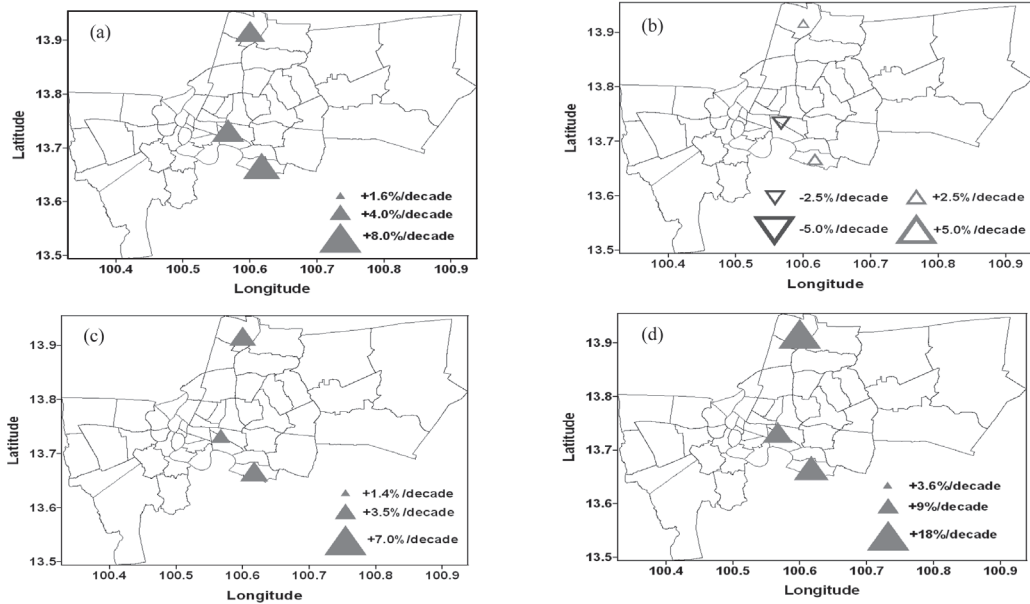 (a)
Latitude
13.9
13.8
13.7
13.6
13.5
+1.6%/decade
+4.0%/decade
+8.0%/decade
100.4 100.5 100.6 100.7 100.8 100.9
Longitude
(b)
Latitude
13.9
13.8
13.7
13.6
13.5
-2.5%/decade +2.5%/decade
-5.0%/decade +5.0%/decade
100.4 100.5 100.6 100.7 100.8 100.9
Longitude
(c)
Latitude
13.9
13.8
13.7
13.6
13.5
+1.4%/decade
+3.5%/decade
+7.0%/decade
100.4 100.5 100.6 100.7 100.8 100.9
Longitude
(d)
Latitude
13.9
13.8
13.7
13.6
13.5
+3.6%/decade
+9%/decade
+18%/decade
100.4 100.5 100.6 100.7 100.8 100.9
Longitude